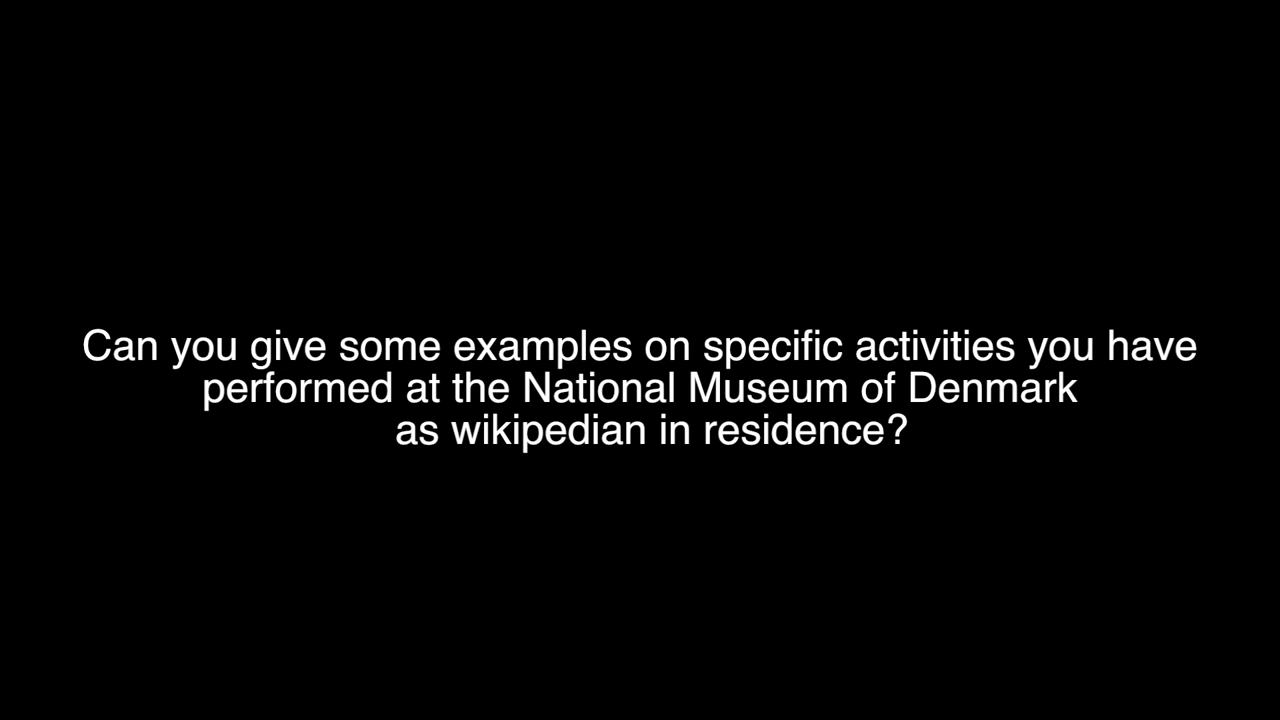 Can you give some examples on specific activities you have
performed at the National Museum of Denmark
as wikipedian in residence?